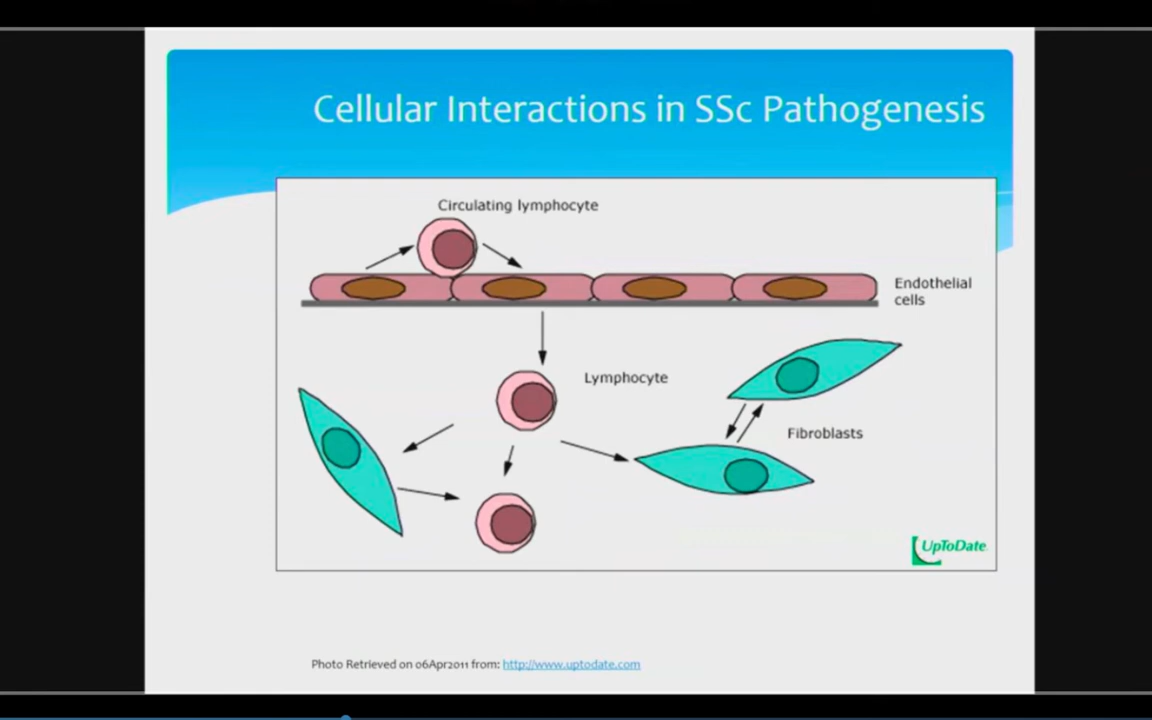 Cellular Interactions in SSc Pathogenesis
Circulating lymphocyte
Endothelial
cells
Lymphocyte
Fibroblasts
UpToDate
Photo Retrieved on 06Apr2011 from: http://www.uptodate.com